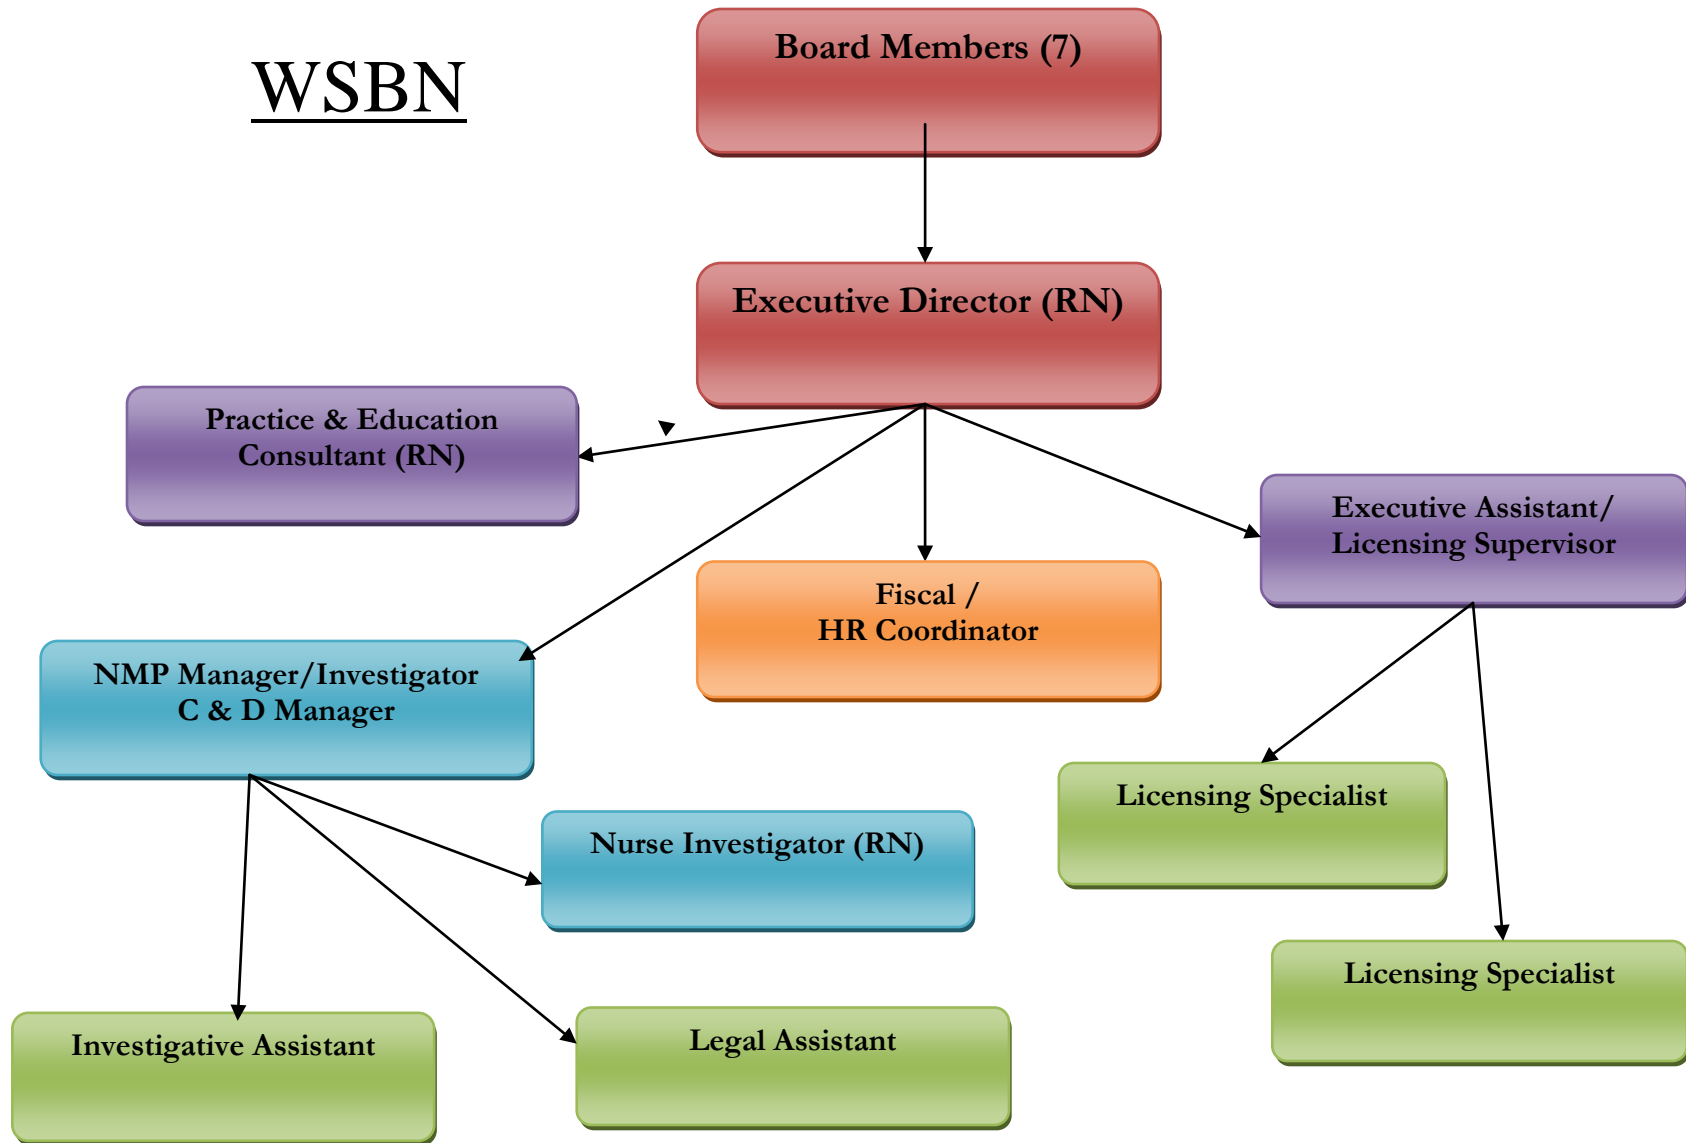 WSBN
Board Members (7)
Executive Director (RN)
Practice & Education
Consultant (RN)
Executive Assistant/
Licensing Supervisor
Fiscal /
HR Coordinator
NMP Manager/Investigator
C & D Manager
Licensing Specialist
Nurse Investigator (RN)
Licensing Specialist
Investigative Assistant
Legal Assistant